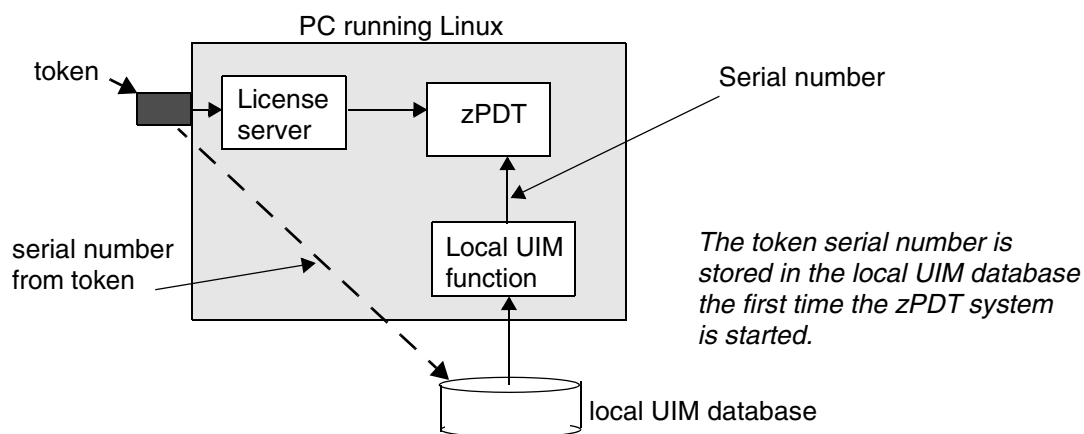 PC running Linux
token
License
server
zPDT
Serial number
Local UIM
function
serial number
from token
The token serial number is
stored in the local UIM database
the first time the zPDT system
is started.
local UIM database